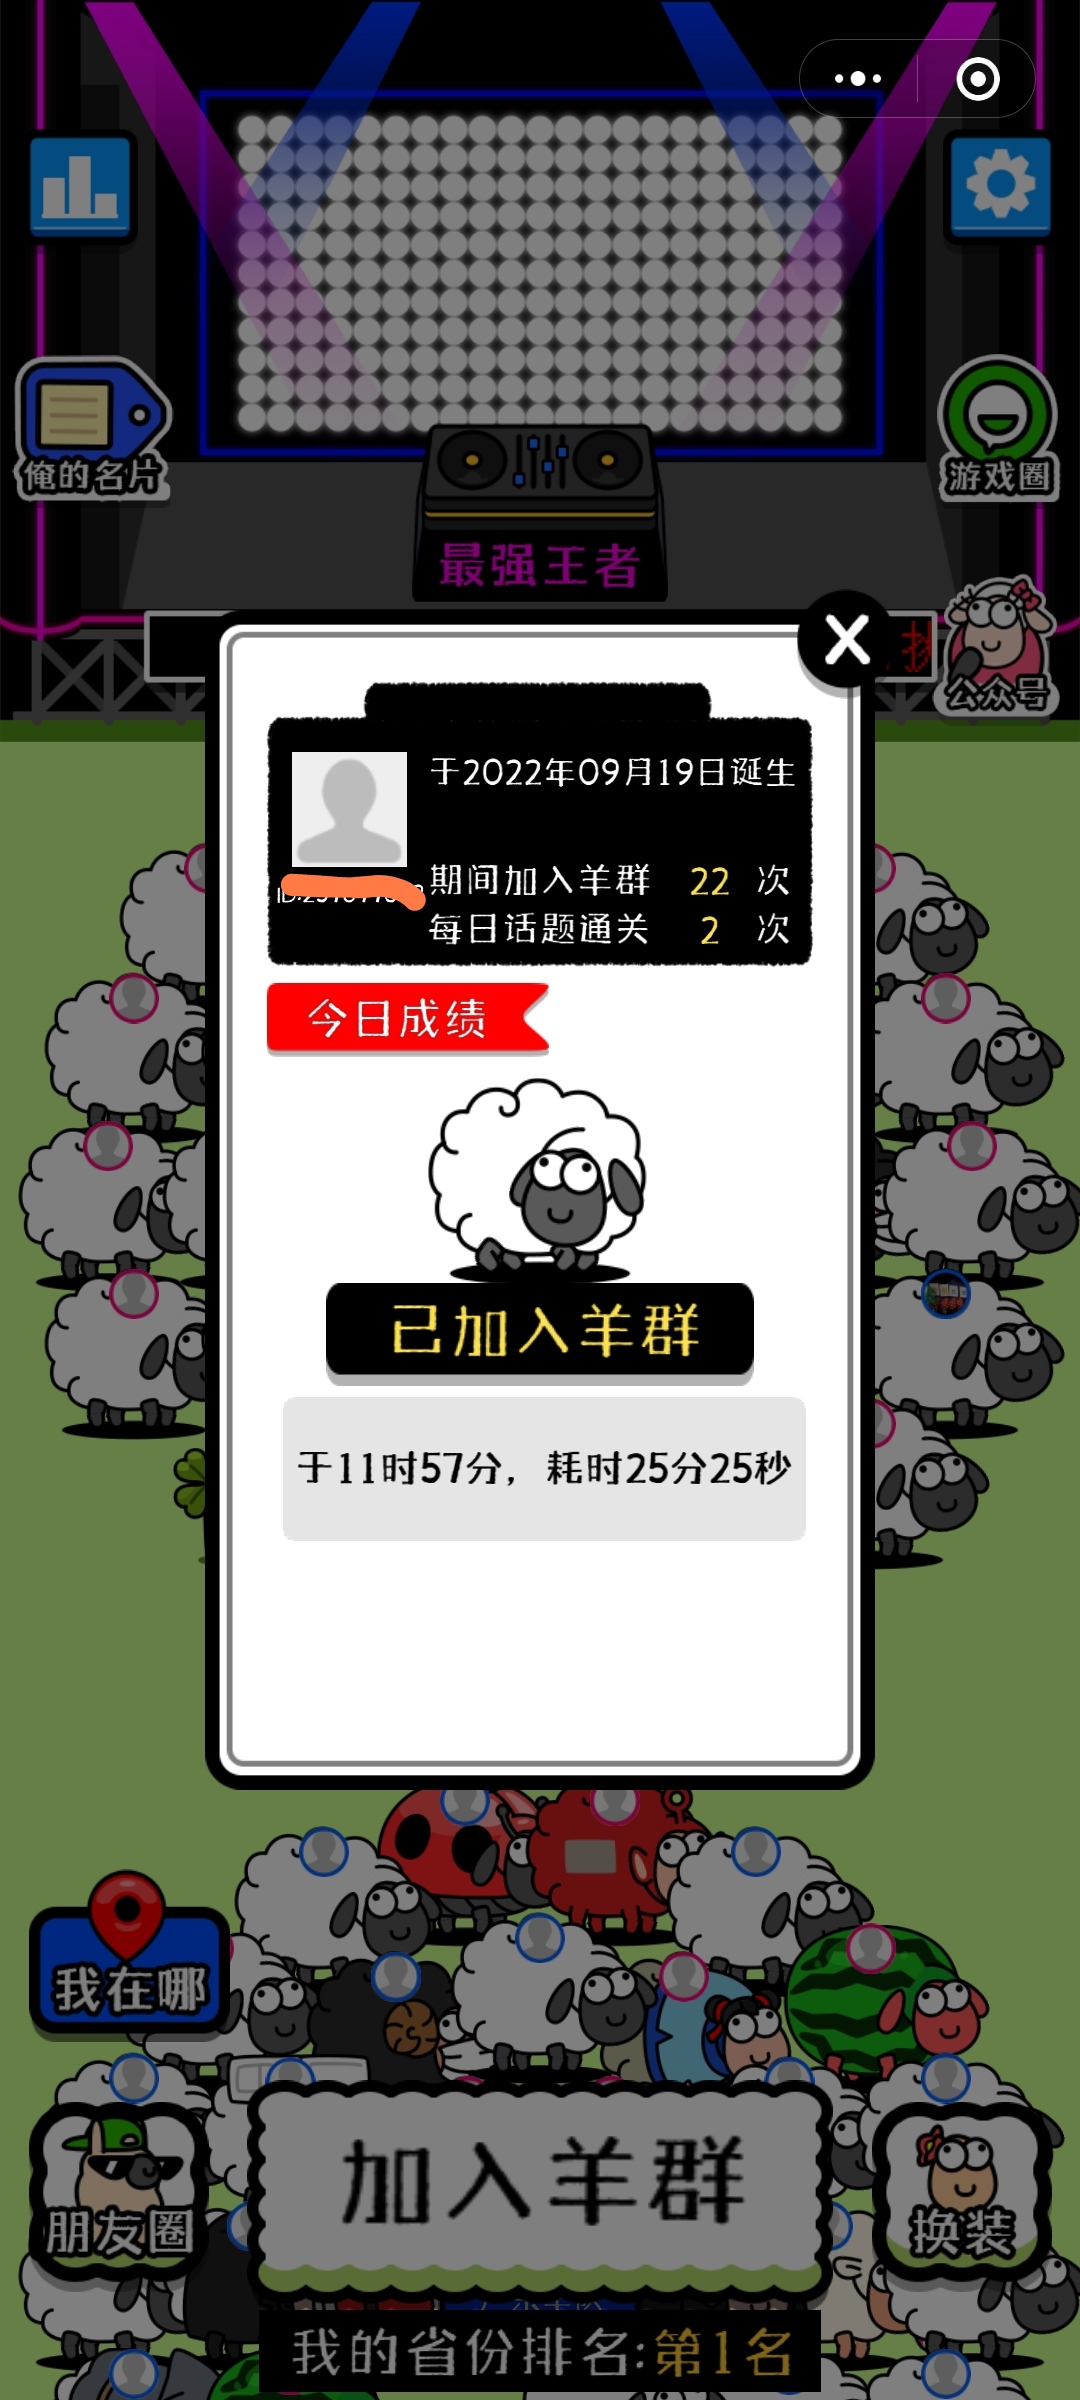 俺的名片
游戏圈
最强王者
公众号
于2022年09月19日诞生
期间加入羊群 22 次
每日话题通关 2 次
今日成绩
已加入羊群
于11时57分，耗时25分25秒
我在哪
加入羊群
朋友圈
换装
我的省份排名:第1名